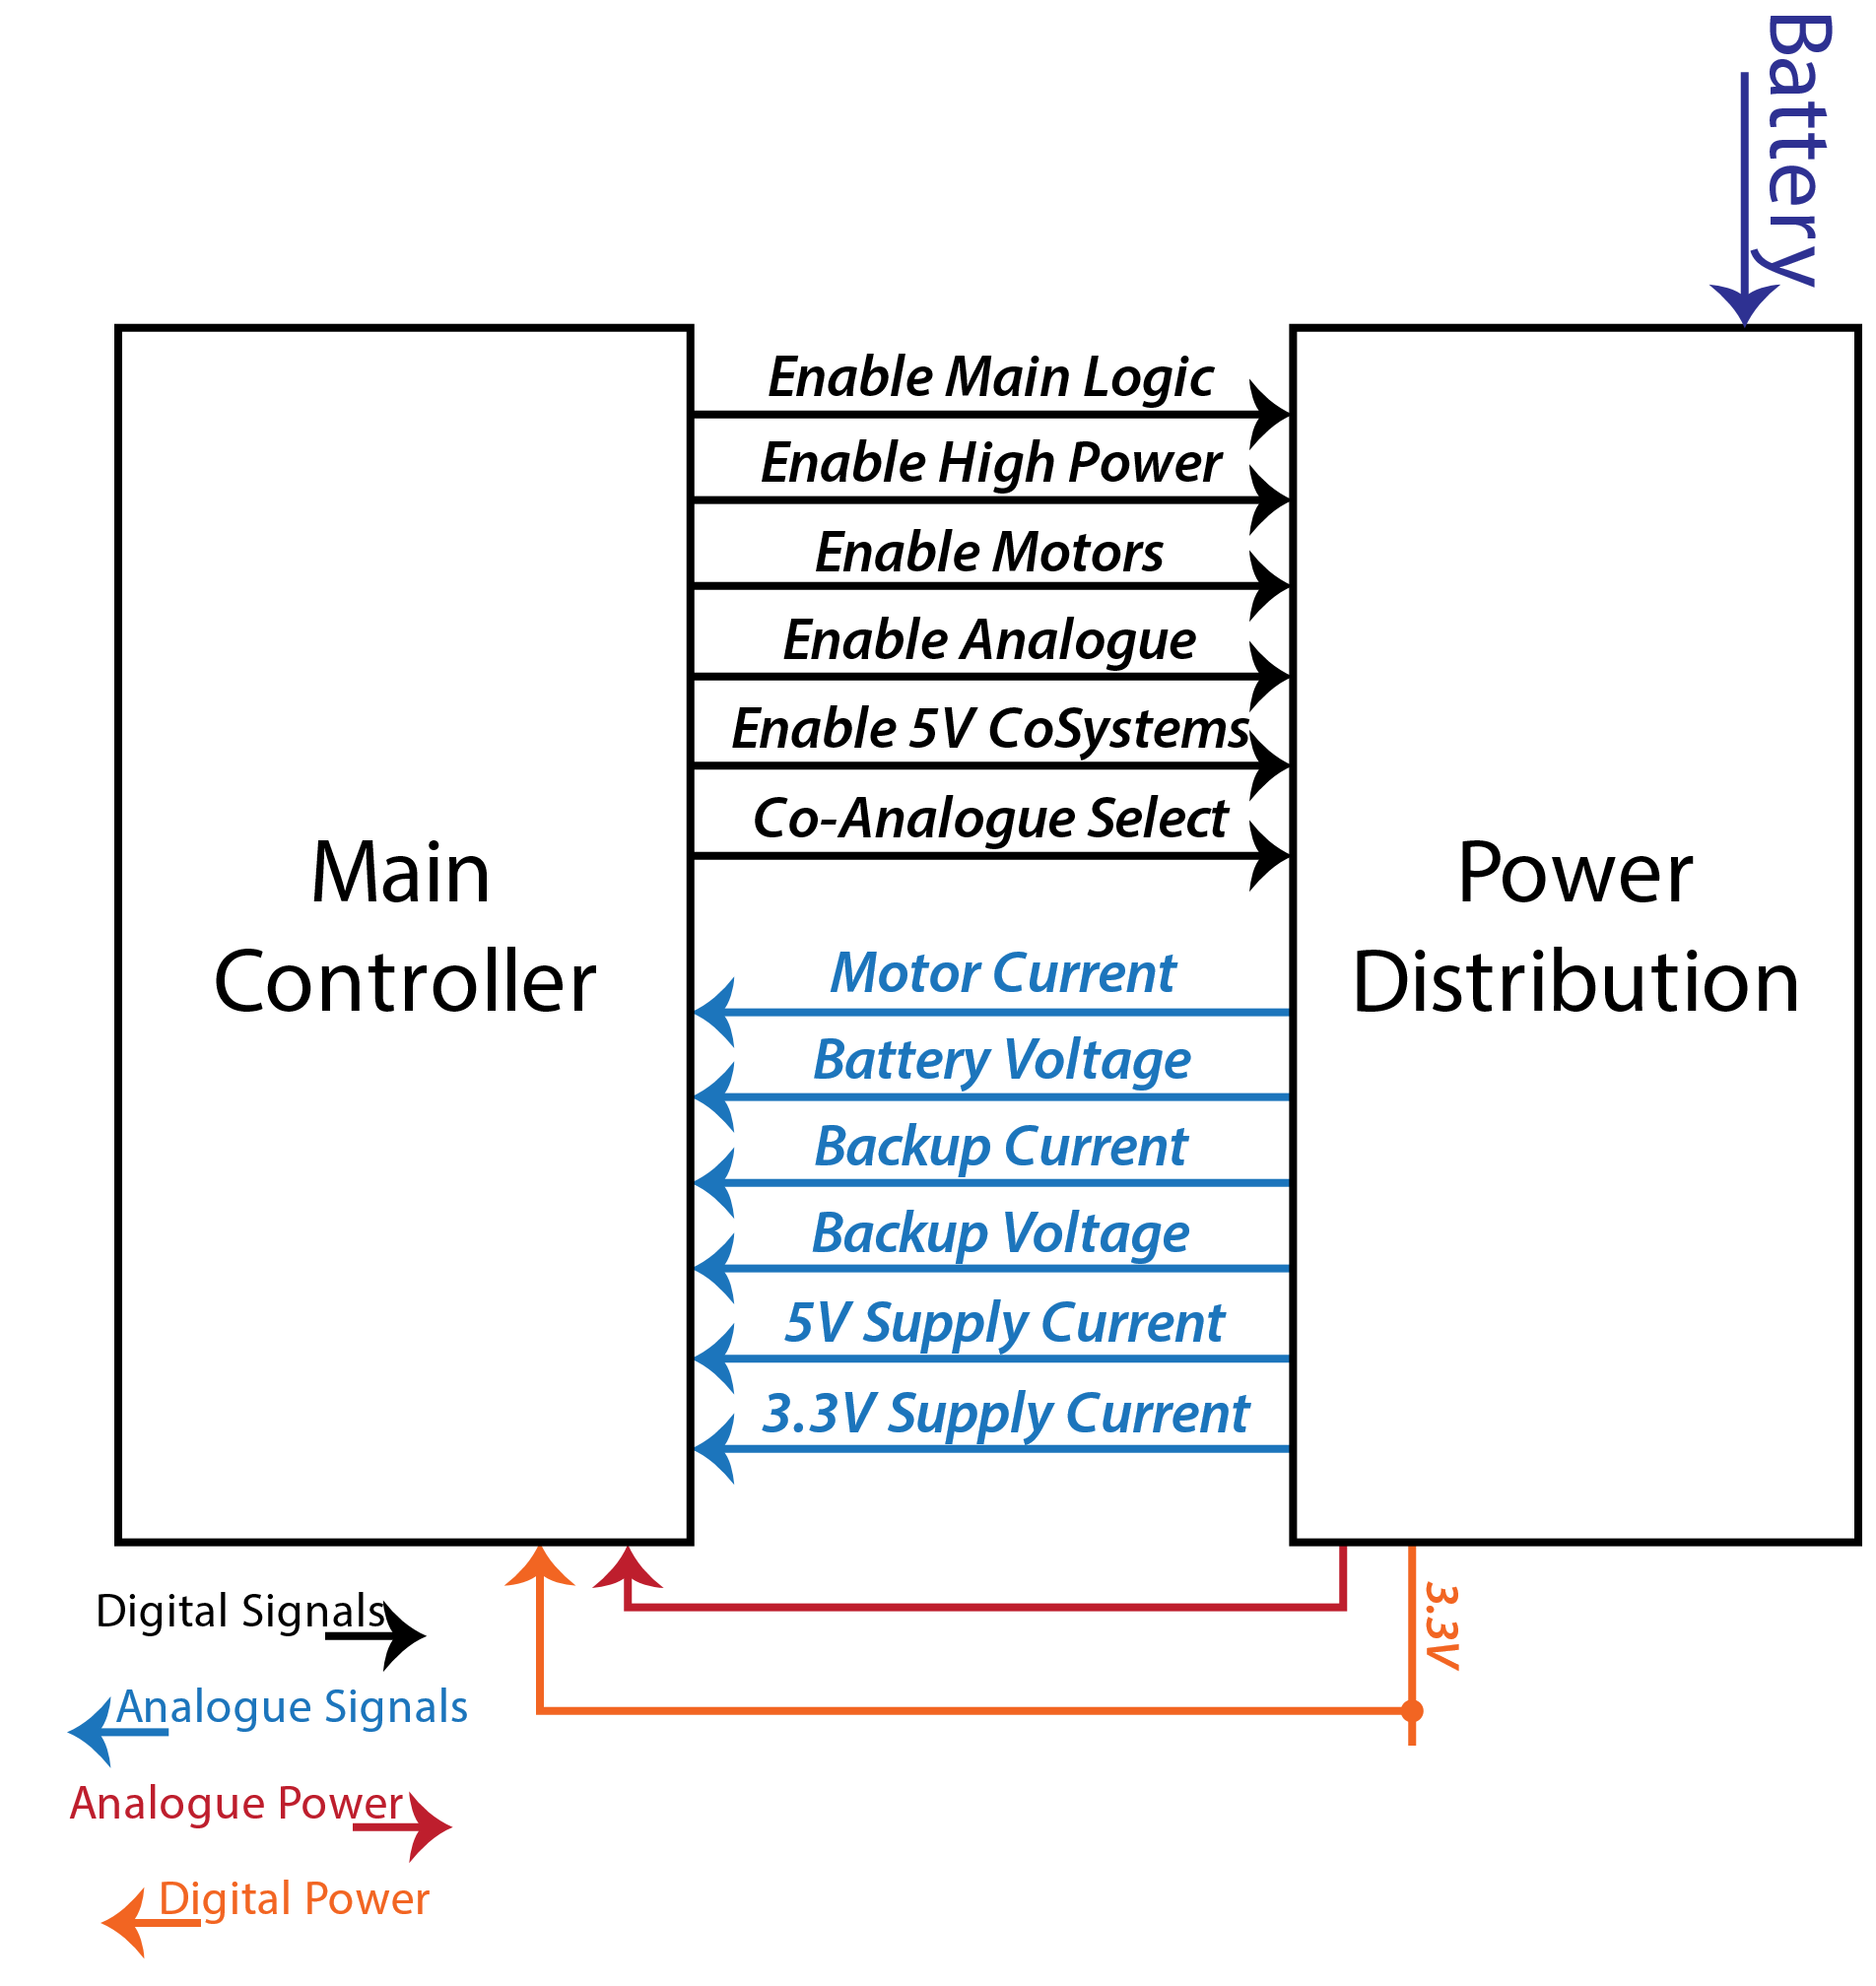 Battery
Enable Main Logic
Enable High Power
Enable Motors
Enable Analogue
Enable 5V CoSystems
Co-Analogue Select
Main
Controller
Power
Distribution
Motor Current
Battery Voltage
Backup Current
Backup Voltage
5V Supply Current
3.3V Supply Current
3.3V
Digital Signals
Analogue Signals
Analogue Power
Digital Power